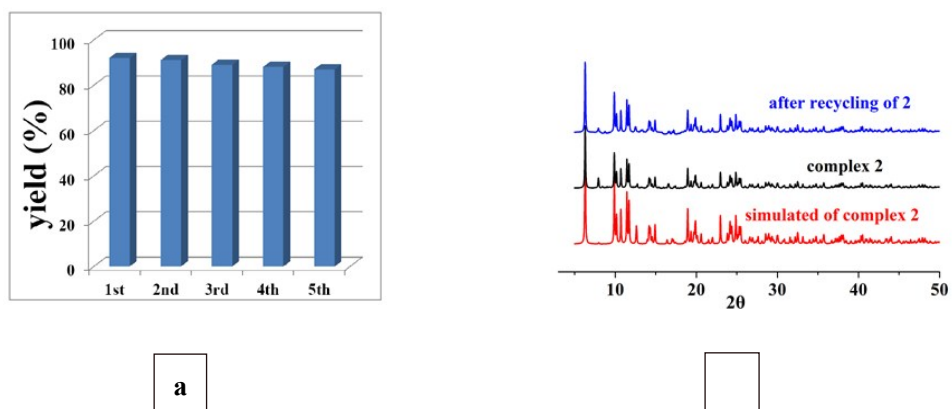 100
80
60
40
20
0
yield (%)
1st 2nd 3rd 4th 5th
after recycling of 2
complex 2
simulated of complex 2
10 20 30 40 50
2θ
a